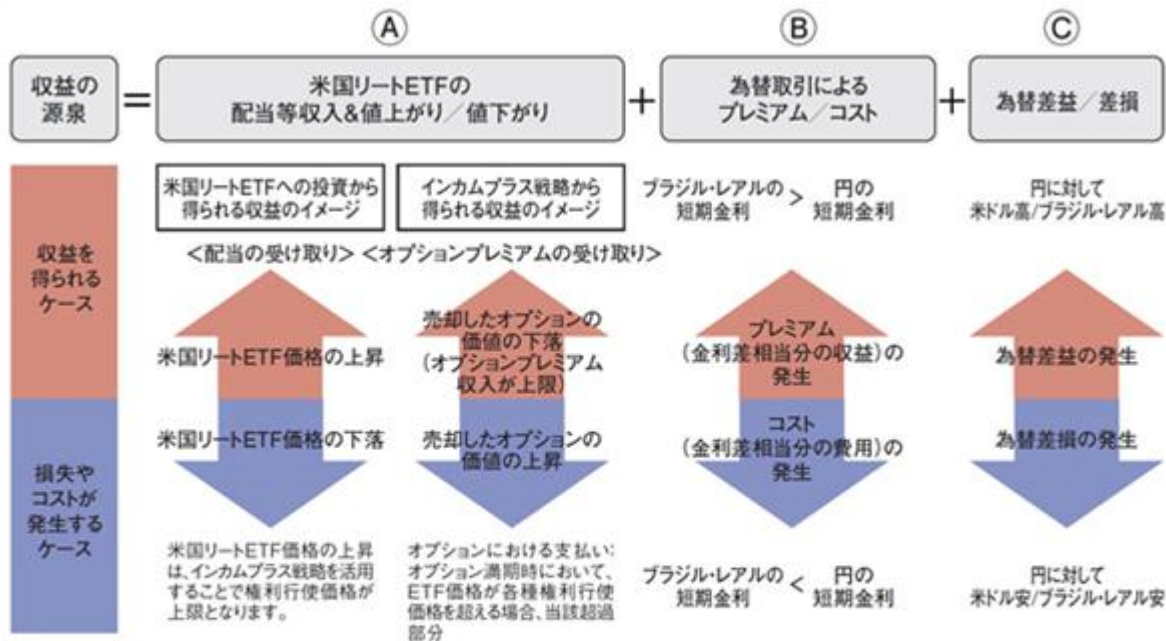 Ⓐ
Ⓑ
Ⓒ
収益の
源泉
=
米国リートETFの
配当等収入&値上がり/値下がり
+
為替取引による
プレミアム/コスト
+
為替差益/差損
収益を
得られる
ケース
米国リートETFへの投資から
得られる収益のイメージ
インカムプラス戦略から
得られる収益のイメージ
ブラジル・レアルの
短期金利
>
円の
短期金利
円に対して
米ドル高/ブラジル・レアル高
<配当の受け取り>
<オプションプレミアムの受け取り>
米国リートETF価格の上昇
売却したオプションの
価値の下落
(オプションプレミアム
収入が上限)
プレミアム
(金利差相当分の収益)の
発生
為替差益の発生
損失や
コストが
発生する
ケース
米国リートETF価格の下落
売却したオプションの
価値の上昇
コスト
(金利差相当分の費用)の
発生
為替差損の発生
米国リートETF価格の上昇
は、インカムプラス戦略を活用
することで権利行使価格が
上限となります。
オプションにおける支払い:
オプション満期時において、
ETF価格が各種権利行使
価格を超える場合、当該超過
部分
ブラジル・レアルの
短期金利
<
円の
短期金利
円に対して
米ドル安/ブラジル・レアル安